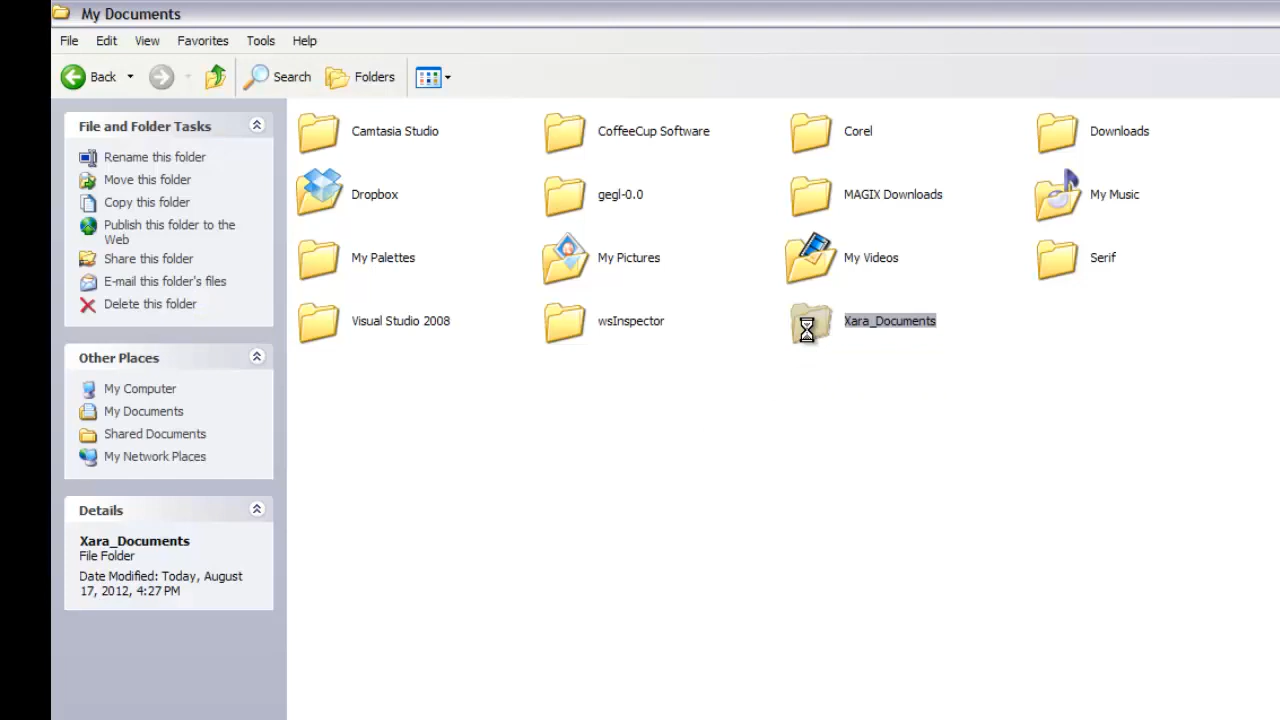 My Documents
File Edit View Favorites Tools Help
Back Search Folders
File and Folder Tasks
Rename this folder
Move this folder
Copy this folder
Publish this folder to the
Web
Share this folder
E-mail this folder's files
Delete this folder
Other Places
My Computer
My Documents
Shared Documents
My Network Places
Details
Xara_Documents
File Folder
Date Modified: Today, August
17, 2012, 4:27 PM
Camtasia Studio CoffeeCup Software Corel Downloads
Dropbox gegl-0.0 MAGIX Downloads My Music
My Palettes My Pictures My Videos Serif
Visual Studio 2008 wsInspector Xara_Documents